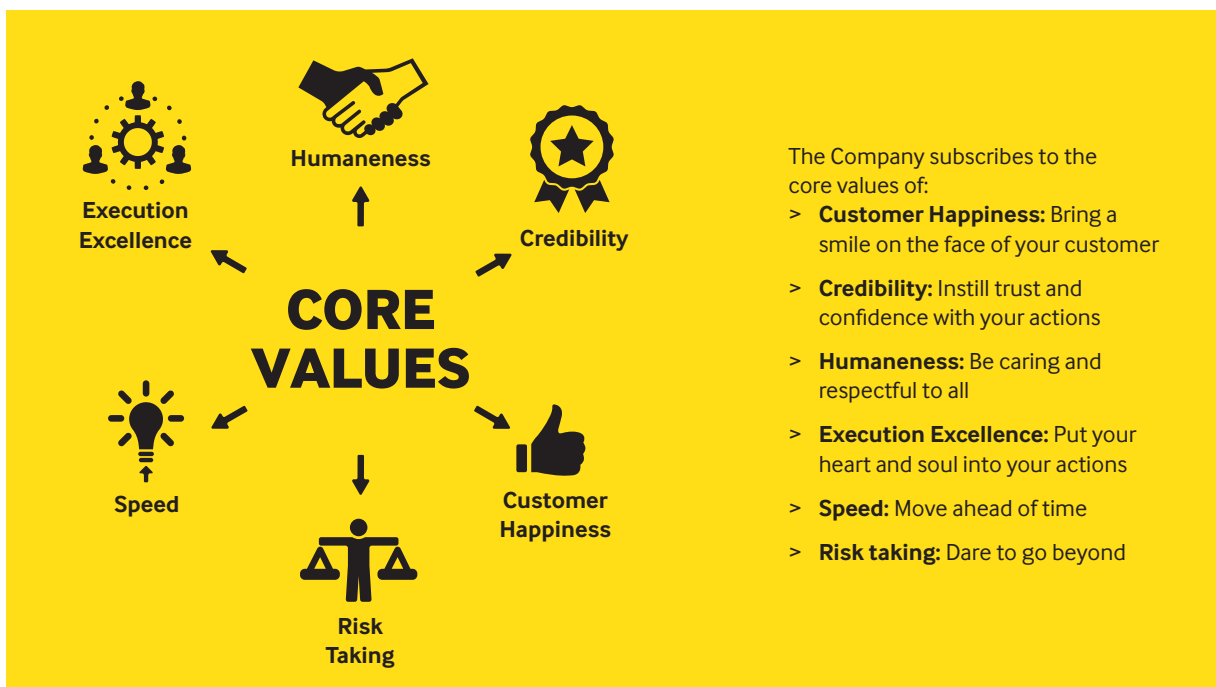 Humaneness
Execution
Excellence
Credibility
CORE
VALUES
Speed
Customer
Happiness
Risk
Taking
The Company subscribes to the
core values of:
> Customer Happiness: Bring a
smile on the face of your customer
> Credibility: Instill trust and
confidence with your actions
> Humaneness: Be caring and
respectful to all
> Execution Excellence: Put your
heart and soul into your actions
> Speed: Move ahead of time
> Risk taking: Dare to go beyond